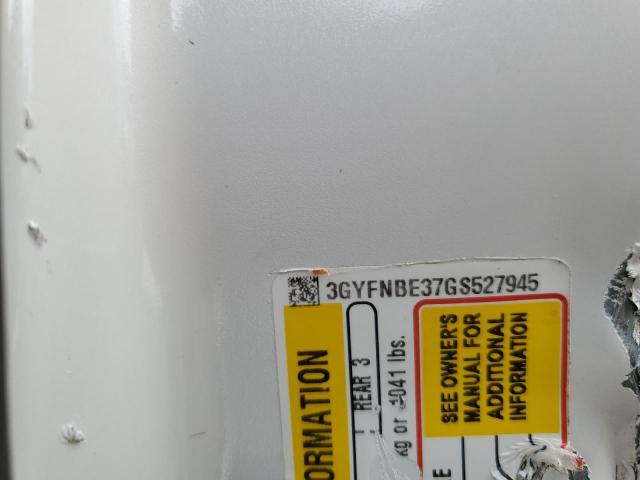 3GYFNBE37GS527945
ORMATION
REAR 3
kg or 1041 lbs.
SEE OWNER'S
MANUAL FOR
ADDITIONAL
INFORMATION